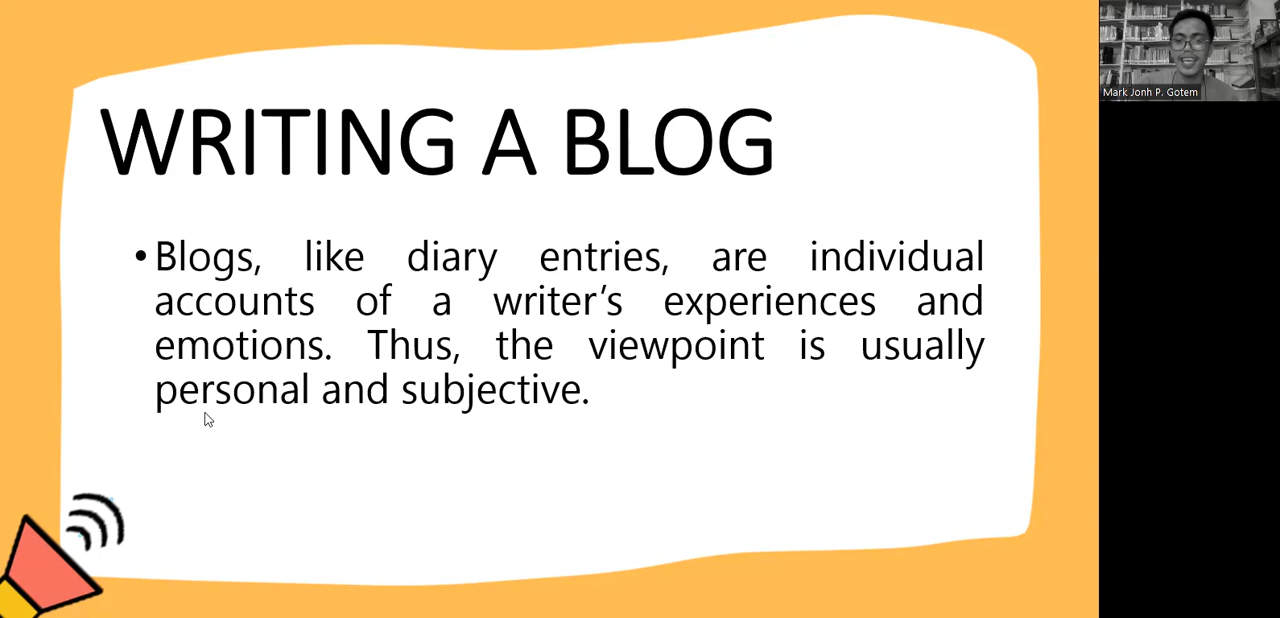 WRITING A BLOG
• Blogs, like diary entries, are individual
accounts of a writer’s experiences and
emotions. Thus, the viewpoint is usually
personal and subjective.
Mark Jonh P. Gotem